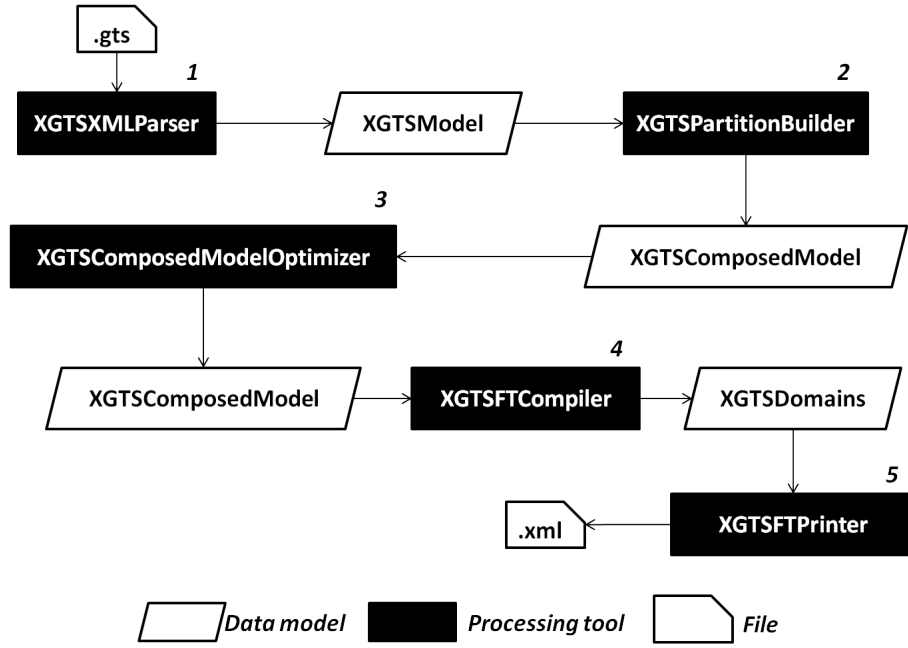 .gts
1
2
XGTSXMLParser
XGTSModel
XGTSPartitionBuilder
3
XGTSComposedModelOptimizer
XGTSComposedModel
4
XGTSComposedModel
XGTSFTCompiler
XGTSDomains
5
.xml
XGTSFTPrinter
Data model
Processing tool
File